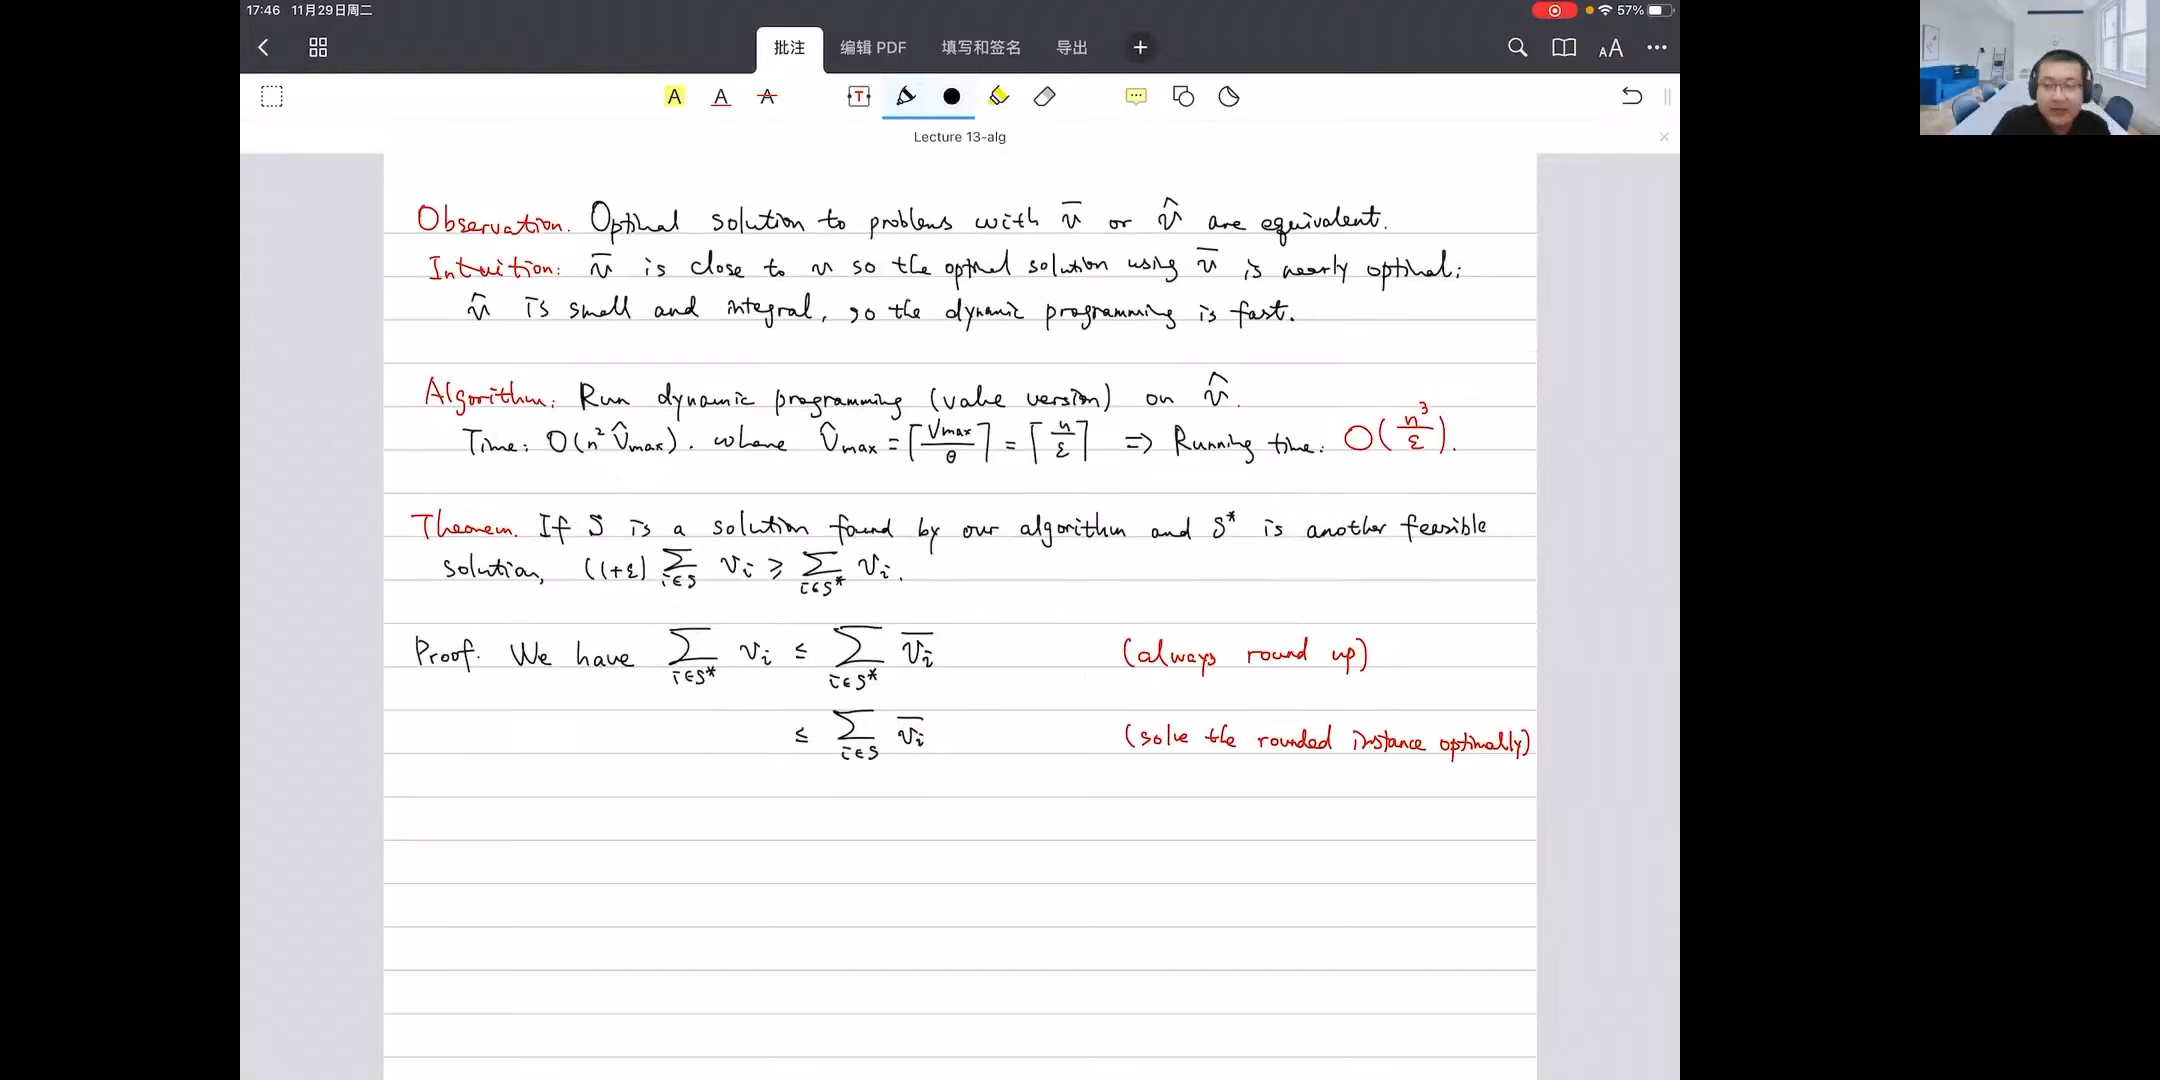 17:46 11月29日周二
57%
批注 编辑 PDF 填写和签名 导出
AA
A A A T
Lecture 13-alg
Observation. Optimal solution to problems with v̅ or v̂ are equivalent.
Intuition: v̅ is close to v so the optimal solution using v̅ is nearly optimal;
v̂ is small and integral, so the dynamic programming is fast.
Algorithm: Run dynamic programming (value version) on v̂.
Time: O(n² v̂max). where v̂max = ⌈Vmax/θ⌉ = ⌈n/ε⌉ ⇒ Running time: O(n³/ε).
Theorem. If S is a solution found by our algorithm and S* is another feasible
solution, (1+ε) ∑_{i∈S} vᵢ ≥ ∑_{i∈S*} vᵢ.
Proof. We have ∑_{i∈S*} vᵢ ≤ ∑_{i∈S*} v̅ᵢ (always round up)
≤ ∑_{i∈S} v̅ᵢ (solve the rounded instance optimally)